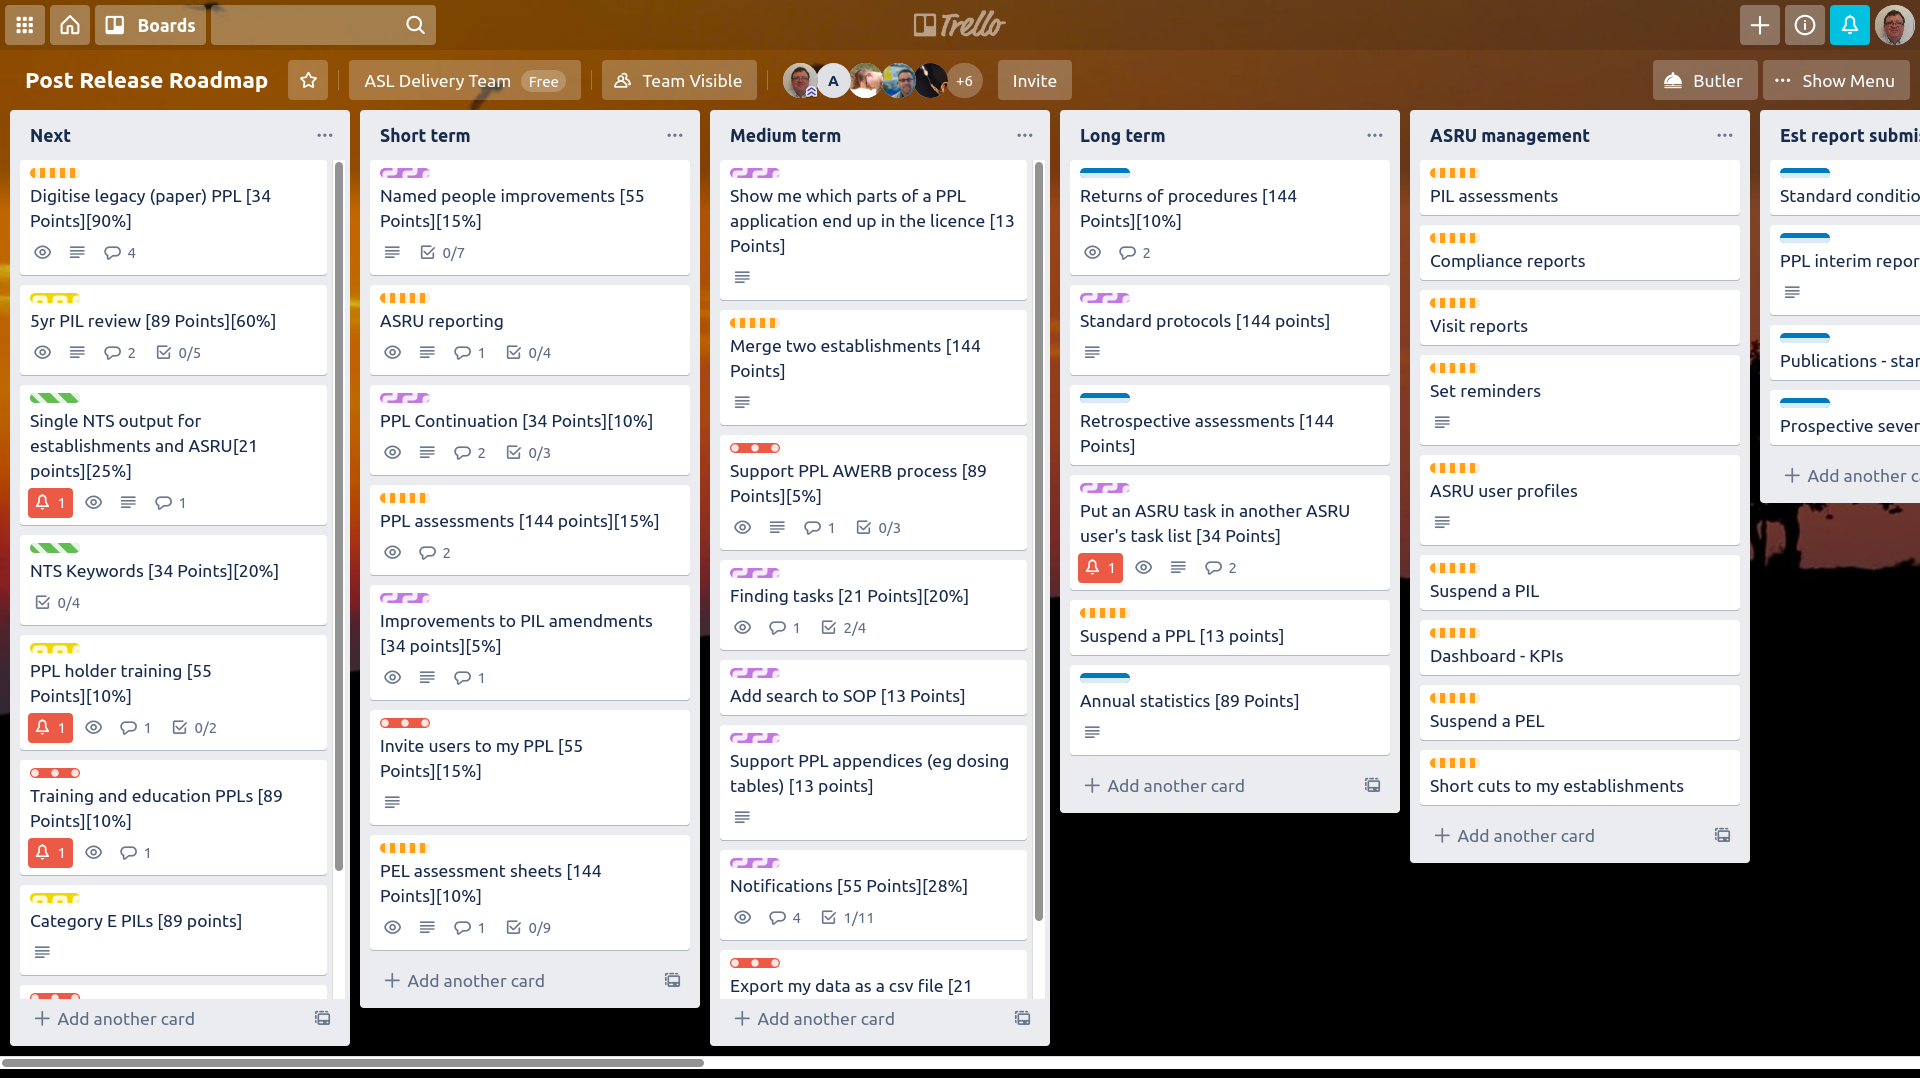 Boards
Trello
Post Release Roadmap
ASL Delivery Team Free
Team Visible
A
+6
Invite
Butler
Show Menu
Next
Digitise legacy (paper) PPL [34
Points][90%]
4
5yr PIL review [89 Points][60%]
2 0/5
Single NTS output for
establishments and ASRU[21
points][25%]
1 1
NTS Keywords [34 Points][20%]
0/4
PPL holder training [55
Points][10%]
1 1 0/2
Training and education PPLs [89
Points][10%]
1 1
Category E PILs [89 points]
Add another card
Short term
Named people improvements [55
Points][15%]
0/7
ASRU reporting
1 0/4
PPL Continuation [34 Points][10%]
2 0/3
PPL assessments [144 points][15%]
2
Improvements to PIL amendments
[34 points][5%]
1
Invite users to my PPL [55
Points][15%]
PEL assessment sheets [144
Points][10%]
1 0/9
Add another card
Medium term
Show me which parts of a PPL
application end up in the licence [13
Points]
Merge two establishments [144
Points]
Support PPL AWERB process [89
Points][5%]
1 0/3
Finding tasks [21 Points][20%]
1 2/4
Add search to SOP [13 Points]
Support PPL appendices (eg dosing
tables) [13 points]
Notifications [55 Points][28%]
4 1/11
Export my data as a csv file [21
Add another card
Long term
Returns of procedures [144
Points][10%]
2
Standard protocols [144 points]
Retrospective assessments [144
Points]
Put an ASRU task in another ASRU
user's task list [34 Points]
1 2
Suspend a PPL [13 points]
Annual statistics [89 Points]
Add another card
ASRU management
PIL assessments
Compliance reports
Visit reports
Set reminders
ASRU user profiles
Suspend a PIL
Dashboard - KPIs
Suspend a PEL
Short cuts to my establishments
Add another card
Est report submis
Standard conditio
PPL interim repor
Publications - star
Prospective sever
Add another ca